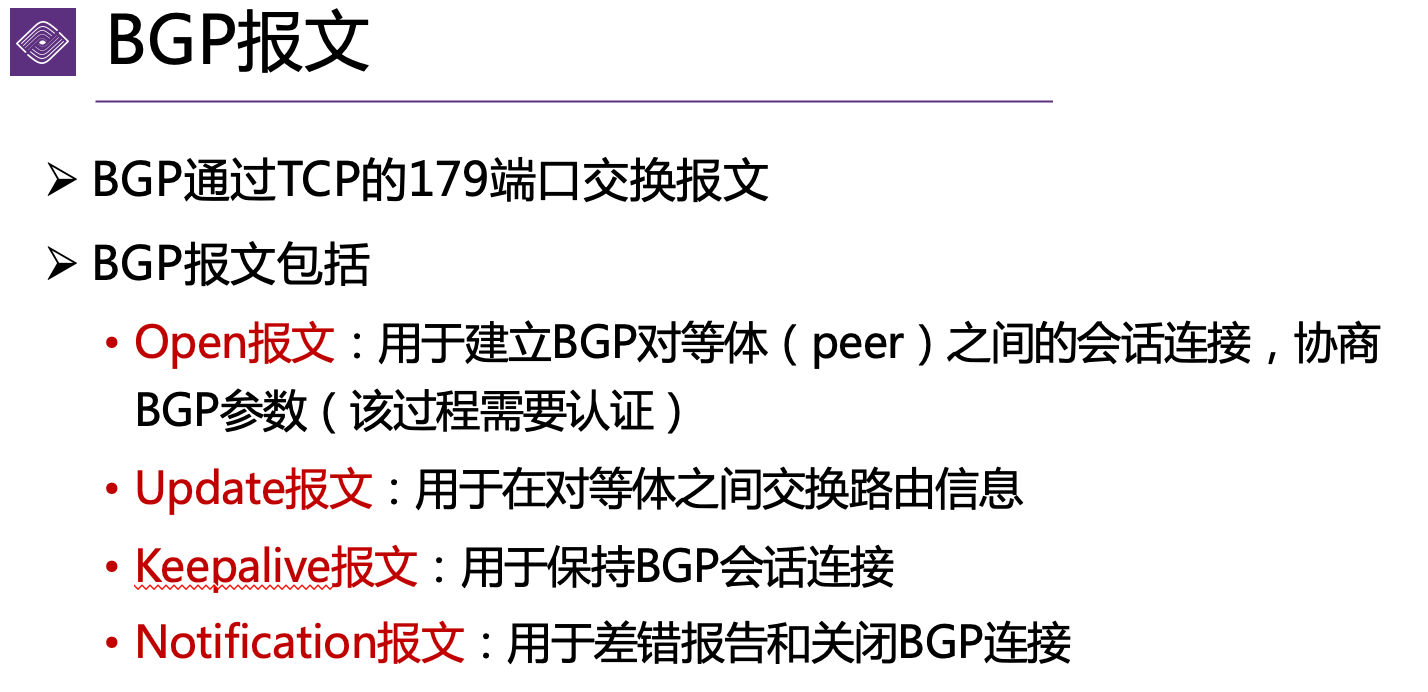 BGP报文
➢ BGP通过TCP的179端口交换报文
➢ BGP报文包括
• Open报文：用于建立BGP对等体（peer）之间的会话连接，协商
BGP参数（该过程需要认证）
• Update报文：用于在对等体之间交换路由信息
• Keepalive报文：用于保持BGP会话连接
• Notification报文：用于差错报告和关闭BGP连接